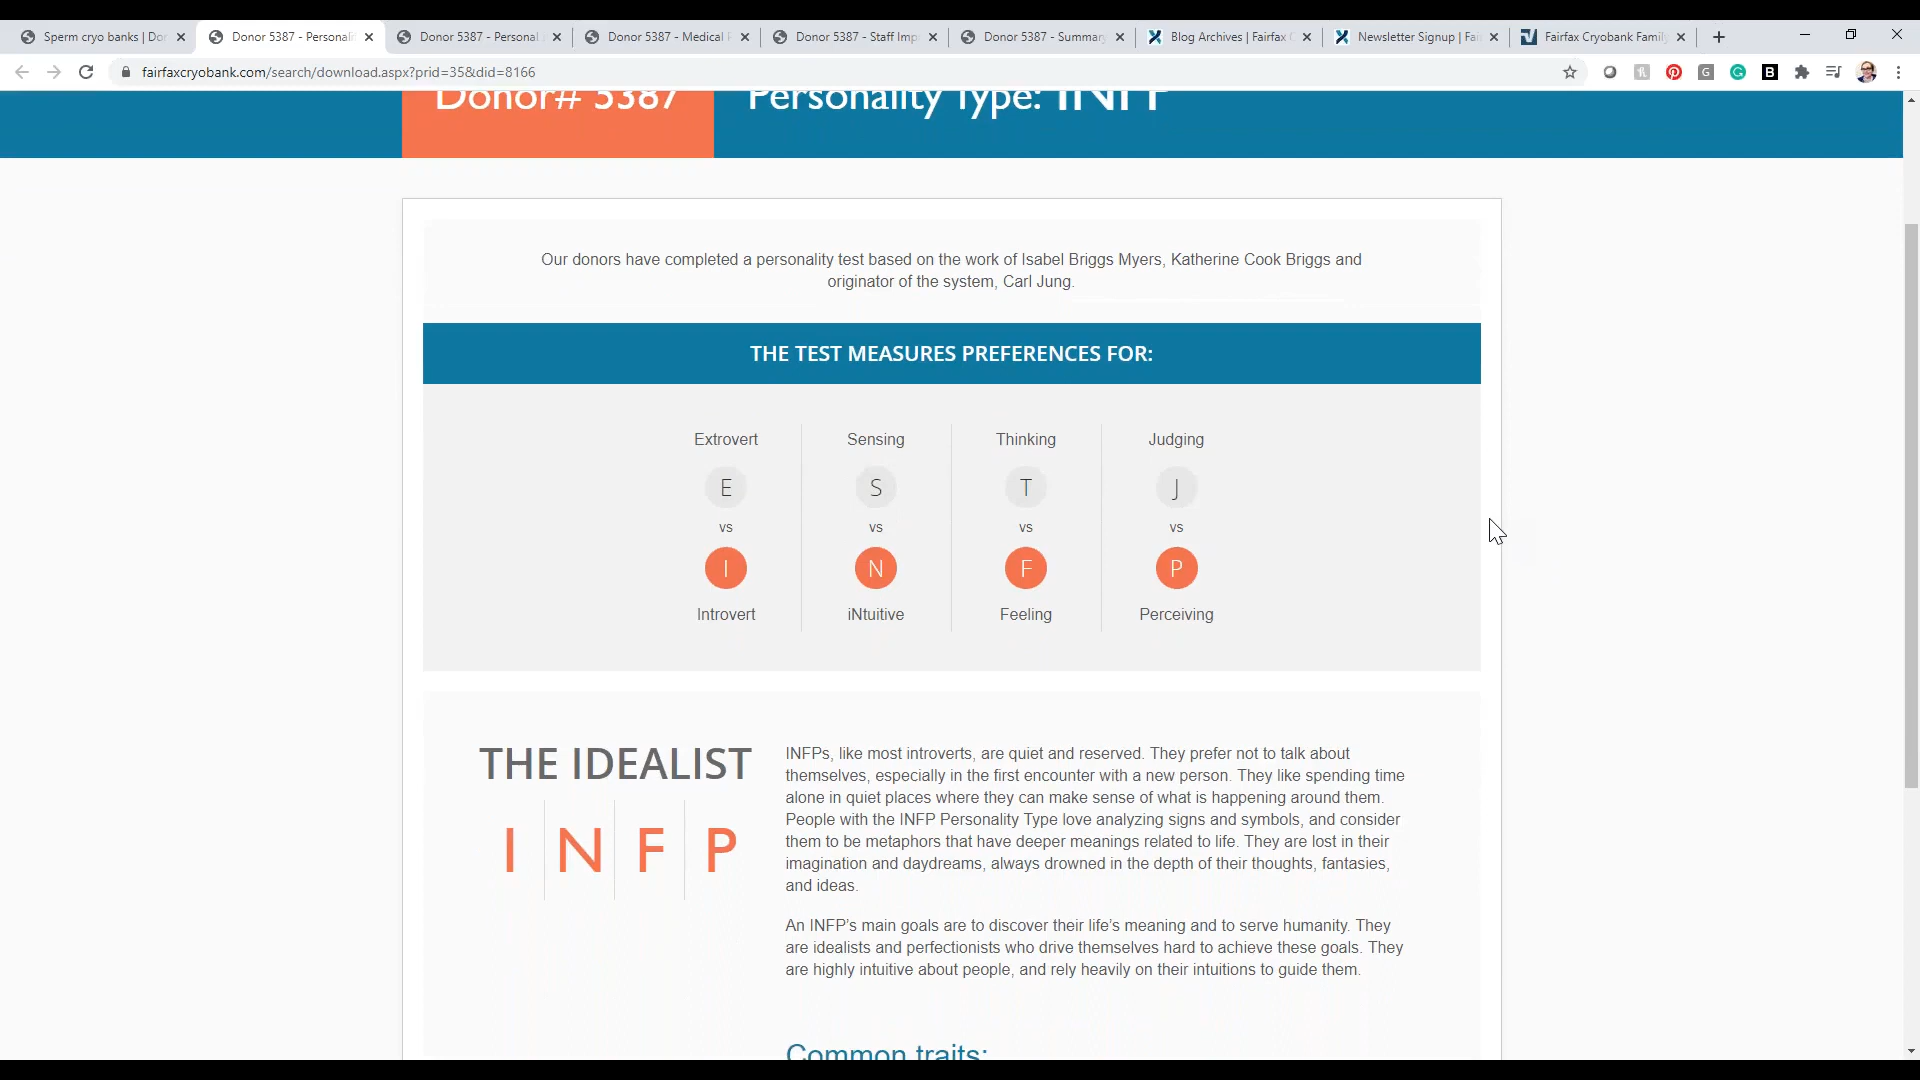 Sperm cryo banks | Do
Donor 5387 - Personali
Donor 5387 - Personal
Donor 5387 - Medical
Donor 5387 - Staff Imp
Donor 5387 - Summar
Blog Archives | Fairfax C
Newsletter Signup | Fai
Fairfax Cryobank Famil
fairfaxcryobank.com/search/download.aspx?prid=35&did=8166
Donor# 5387
Personality Type: INFP
Our donors have completed a personality test based on the work of Isabel Briggs Myers, Katherine Cook Briggs and
originator of the system, Carl Jung.
THE TEST MEASURES PREFERENCES FOR:
Extrovert Sensing Thinking Judging
E S T J
vs vs vs vs
I N F P
Introvert iNtuitive Feeling Perceiving
THE IDEALIST
I N F P
INFPs, like most introverts, are quiet and reserved. They prefer not to talk about
themselves, especially in the first encounter with a new person. They like spending time
alone in quiet places where they can make sense of what is happening around them.
People with the INFP Personality Type love analyzing signs and symbols, and consider
them to be metaphors that have deeper meanings related to life. They are lost in their
imagination and daydreams, always drowned in the depth of their thoughts, fantasies,
and ideas.
An INFP's main goals are to discover their life's meaning and to serve humanity. They
are idealists and perfectionists who drive themselves hard to achieve these goals. They
are highly intuitive about people, and rely heavily on their intuitions to guide them.
Common traits: